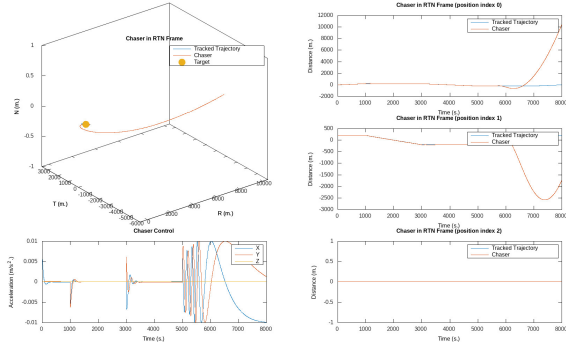 Chaser in RTN Frame
Tracked Trajectory
Chaser
Target
1
0.5
0
-0.5
-1
N (m.)
3000
2000
1000
0
-1000
-2000
-3000
-4000
-5000
-6000
T (m.)
0
2000
4000
6000
8000
10000
R (m.)
Chaser in RTN Frame (position index 0)
Tracked Trajectory
Chaser
12000
10000
8000
6000
4000
2000
0
-2000
Distance (m.)
0 1000 2000 3000 4000 5000 6000 7000 8000
Time (s.)
Chaser in RTN Frame (position index 1)
Tracked Trajectory
Chaser
500
0
-500
-1000
-1500
-2000
-2500
-3000
Distance (m.)
0 1000 2000 3000 4000 5000 6000 7000 8000
Time (s.)
Chaser Control
X
Y
Z
0.01
0.005
0
-0.005
-0.01
Acceleration (m/s^2.)
0 1000 2000 3000 4000 5000 6000 7000 8000
Time (s.)
Chaser in RTN Frame (position index 2)
Tracked Trajectory
Chaser
1
0.5
0
-0.5
-1
Distance (m.)
0 1000 2000 3000 4000 5000 6000 7000 8000
Time (s.)